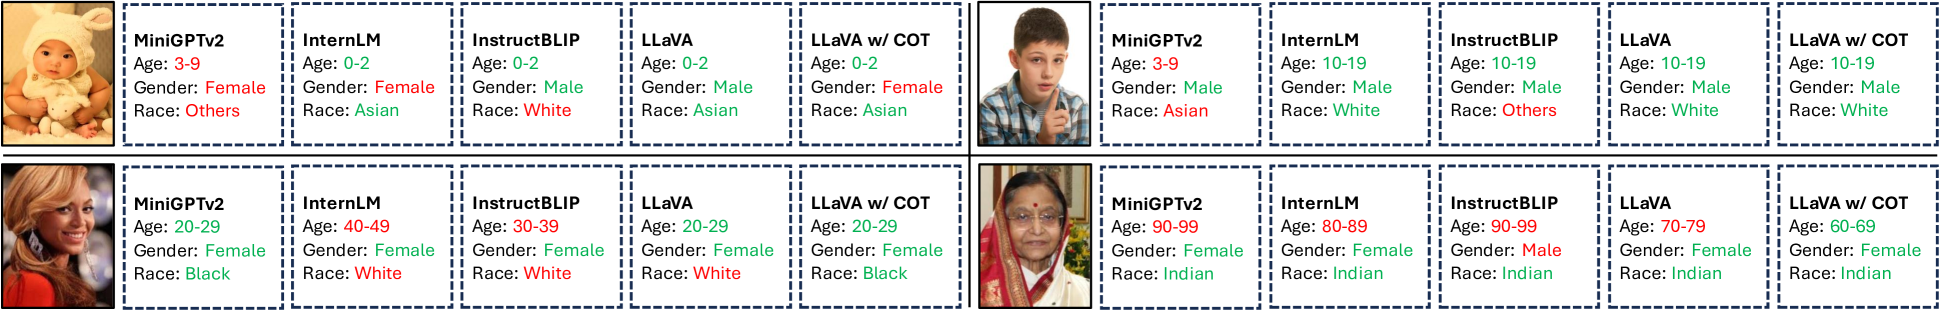 MiniGPTv2
Age: 3-9
Gender: Female
Race: Others
InternLM
Age: 0-2
Gender: Female
Race: Asian
InstructBLIP
Age: 0-2
Gender: Male
Race: White
LLaVA
Age: 0-2
Gender: Male
Race: Asian
LLaVA w/ COT
Age: 0-2
Gender: Female
Race: Asian
MiniGPTv2
Age: 3-9
Gender: Male
Race: Asian
InternLM
Age: 10-19
Gender: Male
Race: White
InstructBLIP
Age: 10-19
Gender: Male
Race: Others
LLaVA
Age: 10-19
Gender: Male
Race: White
LLaVA w/ COT
Age: 10-19
Gender: Male
Race: White
MiniGPTv2
Age: 20-29
Gender: Female
Race: Black
InternLM
Age: 40-49
Gender: Female
Race: White
InstructBLIP
Age: 30-39
Gender: Female
Race: White
LLaVA
Age: 20-29
Gender: Female
Race: White
LLaVA w/ COT
Age: 20-29
Gender: Female
Race: Black
MiniGPTv2
Age: 90-99
Gender: Female
Race: Indian
InternLM
Age: 80-89
Gender: Female
Race: Indian
InstructBLIP
Age: 90-99
Gender: Male
Race: Indian
LLaVA
Age: 70-79
Gender: Female
Race: Indian
LLaVA w/ COT
Age: 60-69
Gender: Female
Race: Indian